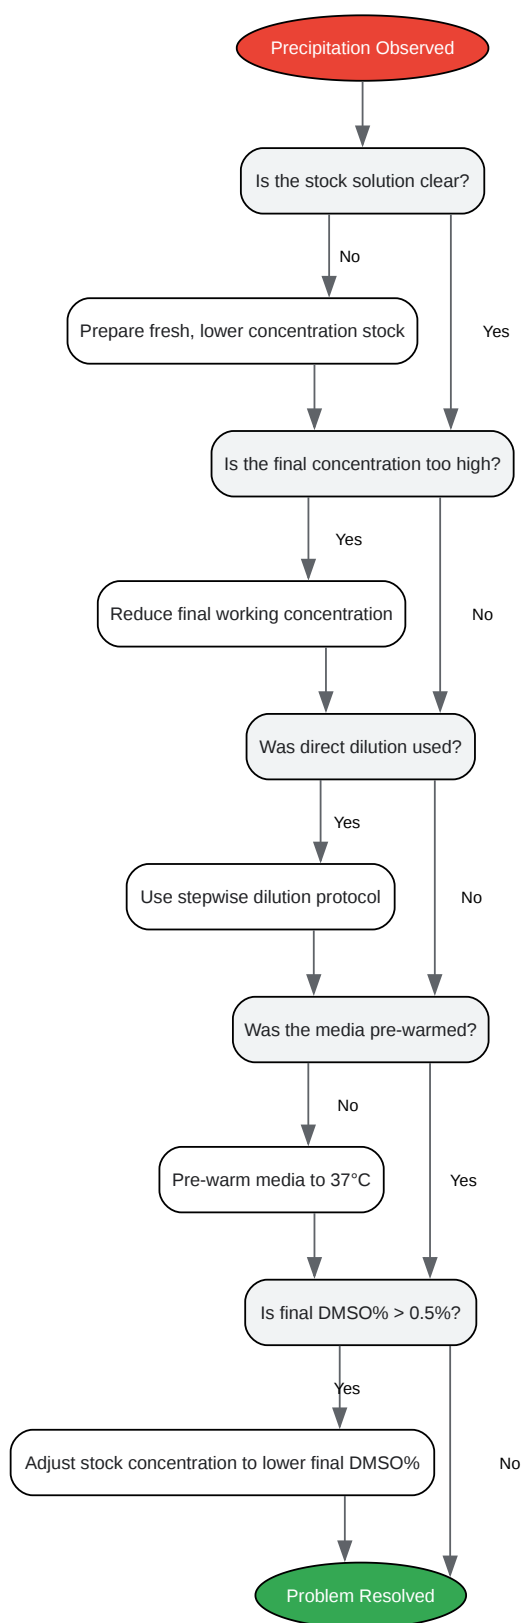 Precipitation Observed
Is the stock solution clear?
No
Prepare fresh, lower concentration stock
Yes
Is the final concentration too high?
Yes
Reduce final working concentration
No
Was direct dilution used?
Yes
Use stepwise dilution protocol
No
Was the media pre-warmed?
No
Pre-warm media to 37°C
Yes
Is final DMSO% > 0.5%?
Yes
Adjust stock concentration to lower final DMSO%
No
Problem Resolved